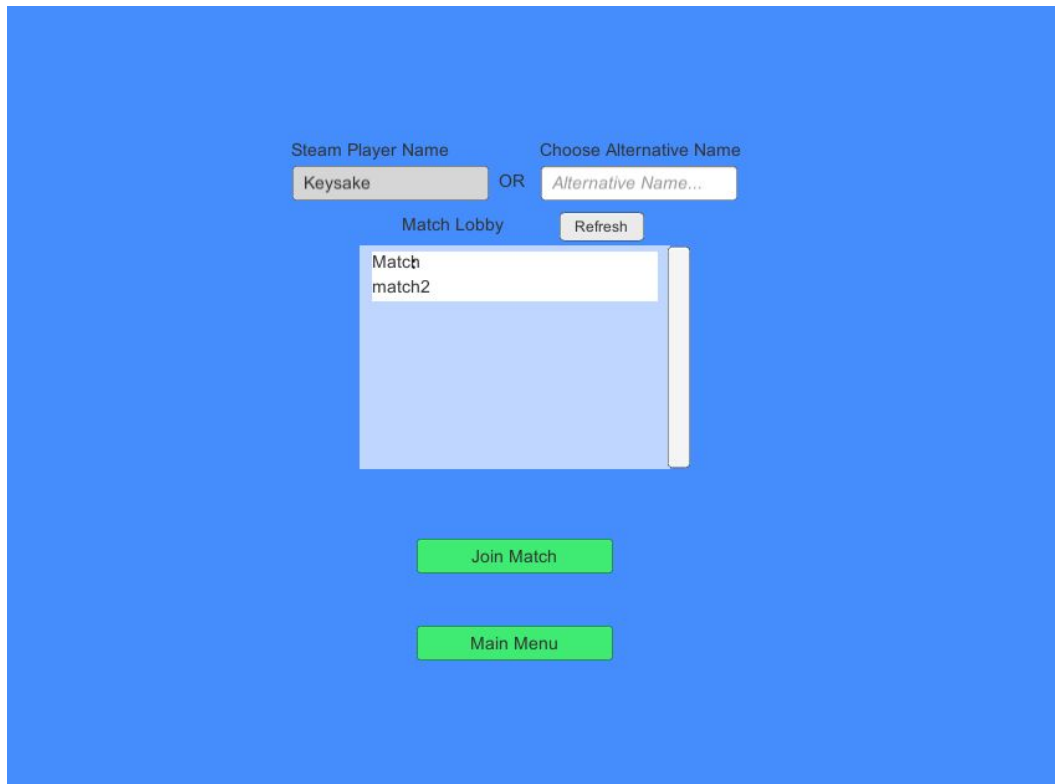 Steam Player Name Choose Alternative Name
Keysake OR Alternative Name...
Match Lobby Refresh
Match
match2
Join Match
Main Menu